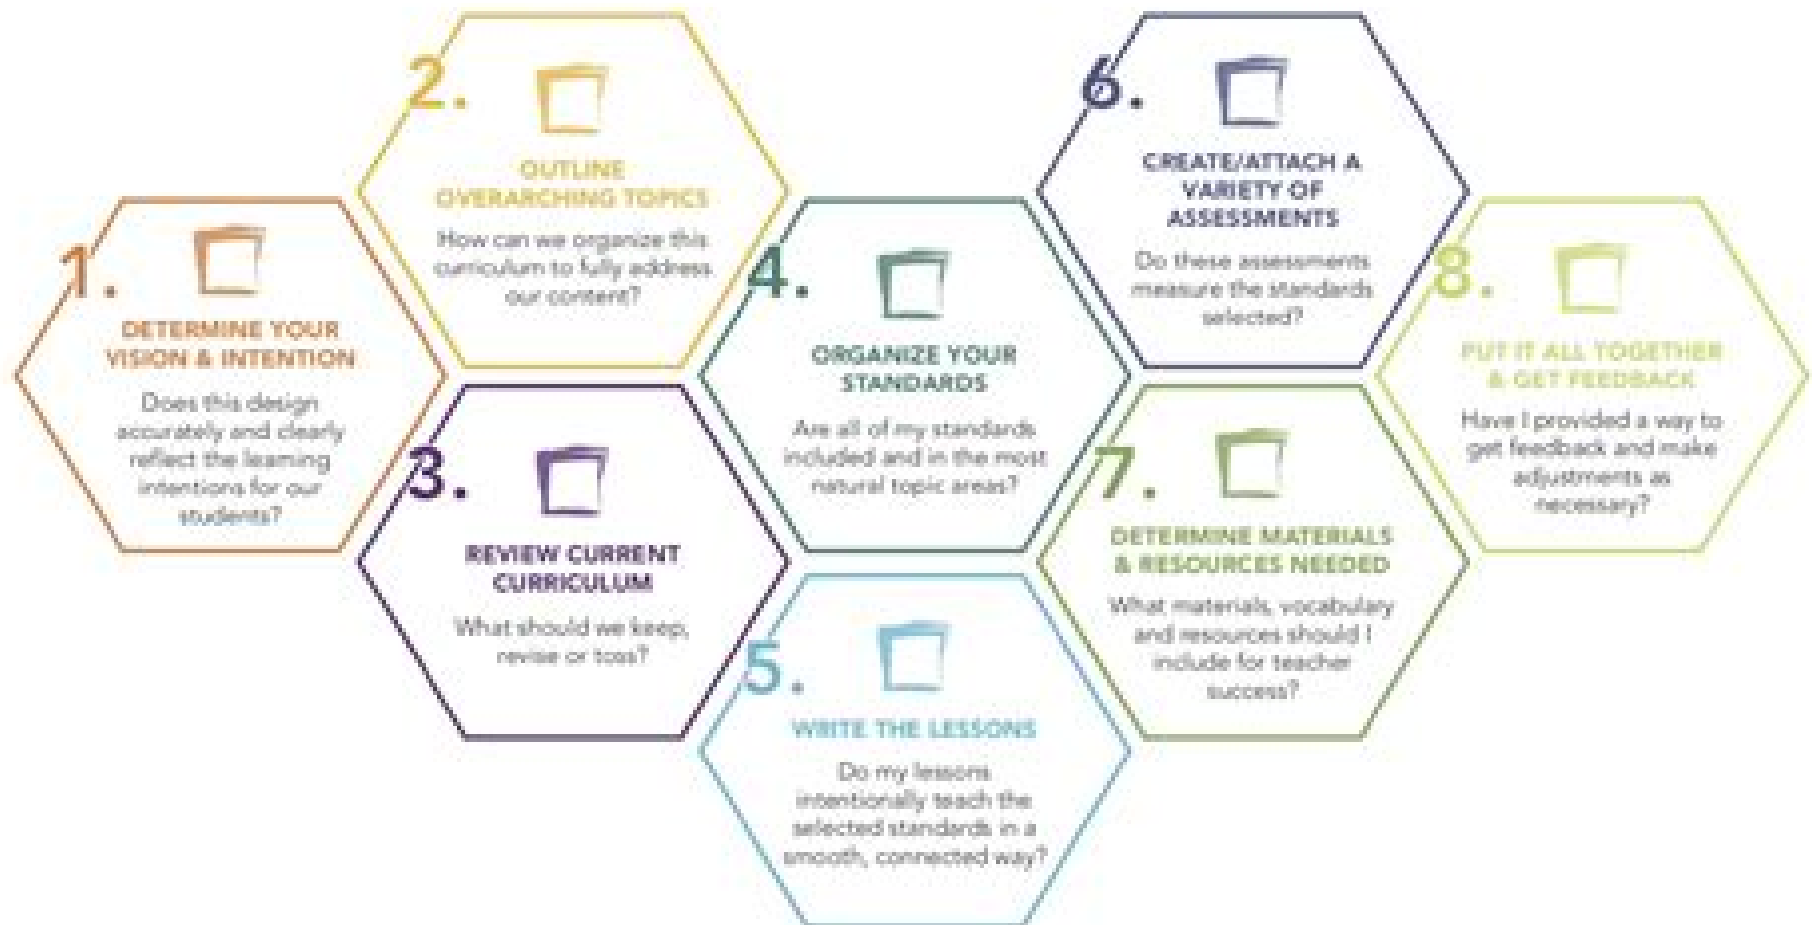 1.
DETERMINE YOUR
VISION & INTENTION
Does this design
accurately and clearly
reflect the learning
intentions for our
students?
2.
OUTLINE
OVERARCHING TOPICS
How can we organize this
curriculum to fully address
our content?
3.
REVIEW CURRENT
CURRICULUM
What should we keep,
revise or toss?
4.
ORGANIZE YOUR
STANDARDS
Are all of my standards
included and in the most
natural topic areas?
5.
WRITE THE LESSONS
Do my lessons
intentionally teach the
selected standards in a
smooth, connected way?
6.
CREATE/ATTACH A
VARIETY OF
ASSESSMENTS
Do these assessments
measure the standards
selected?
7.
DETERMINE MATERIALS
& RESOURCES NEEDED
What materials, vocabulary
and resources should I
include for teacher
success?
8.
PUT IT ALL TOGETHER
& GET FEEDBACK
Have I provided a way to
get feedback and make
adjustments as
necessary?